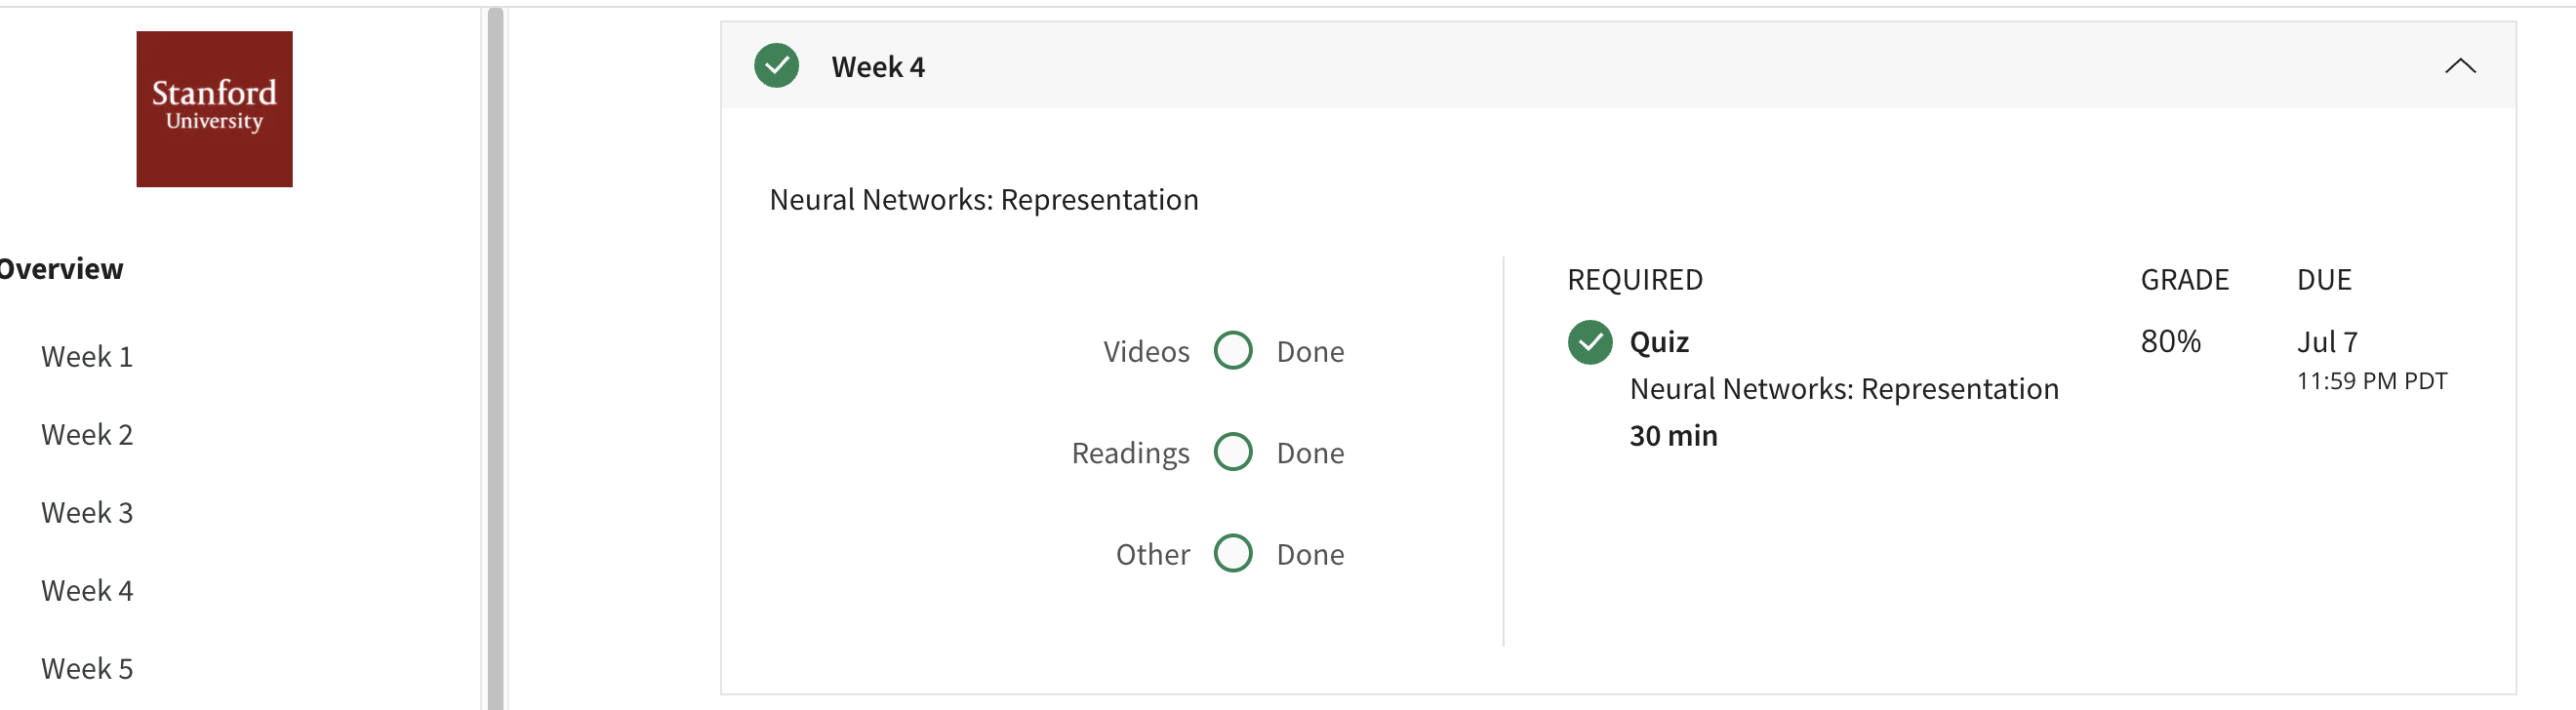 Stanford
University
Overview
Week 1
Week 2
Week 3
Week 4
Week 5
Week 4
Neural Networks: Representation
Videos Done
Readings Done
Other Done
REQUIRED GRADE DUE
Quiz 80% Jul 7
11:59 PM PDT
Neural Networks: Representation
30 min